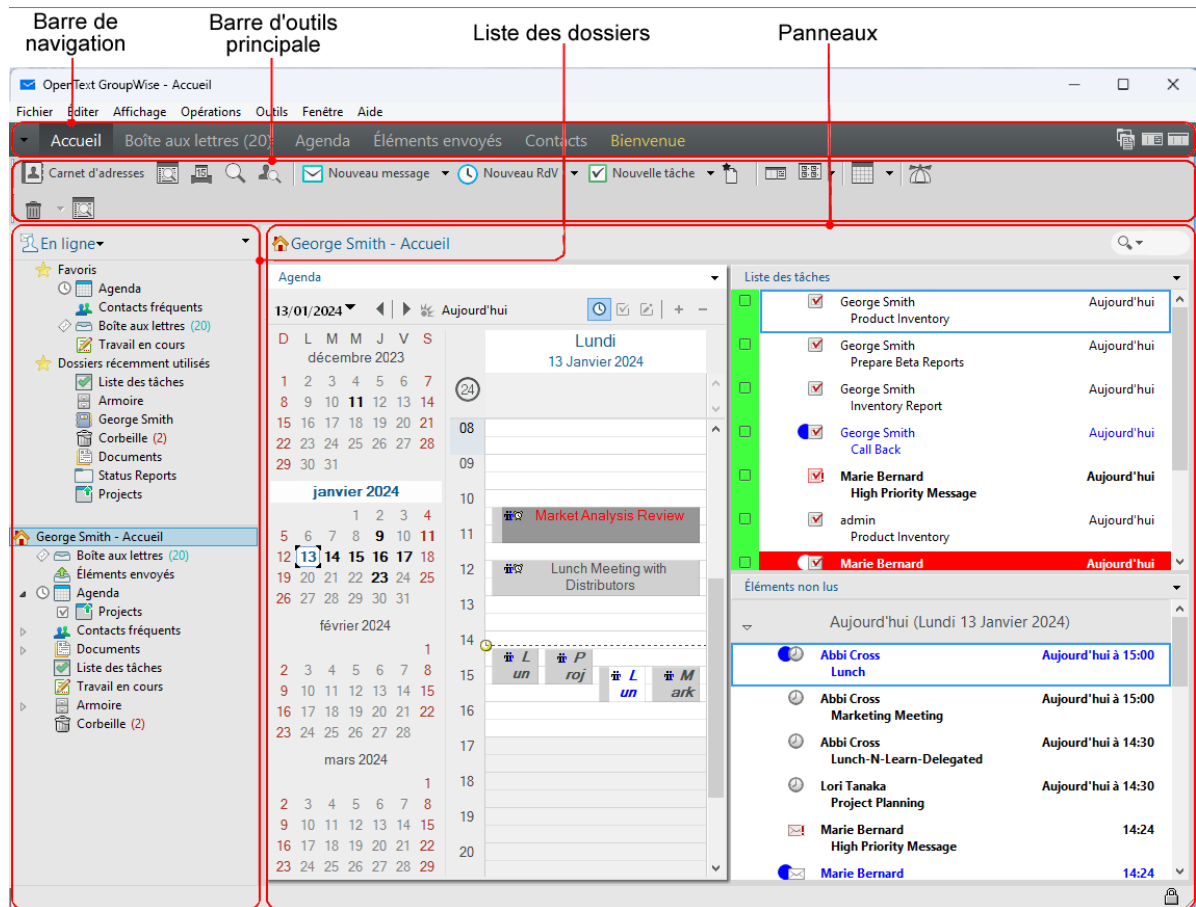 Barre de navigation
Barre d'outils principale
Liste des dossiers
Panneaux
OpenText GroupWise - Accueil
Fichier Éditer Affichage Opérations Outils Fenêtre Aide
Accueil Boîte aux lettres (20) Agenda Éléments envoyés Contacts Bienvenue
Carnet d'adresses 15 Nouveau message Nouveau RdV Nouvelle tâche
En ligne
Favoris
Agenda
Contacts fréquents
Boîte aux lettres (20)
Travail en cours
Dossiers récemment utilisés
Liste des tâches
Armoire
George Smith
Corbeille (2)
Documents
Status Reports
Projects
George Smith - Accueil
Boîte aux lettres (20)
Éléments envoyés
Agenda
Projects
Contacts fréquents
Documents
Liste des tâches
Travail en cours
Armoire
Corbeille (2)
George Smith - Accueil
Agenda
13/01/2024 Aujourd'hui
D L M M J V S
décembre 2023
1 2 3 4 5 6 7
8 9 10 11 12 13 14
15 16 17 18 19 20 21
22 23 24 25 26 27 28
29 30 31
janvier 2024
1 2 3 4
5 6 7 8 9 10 11
12 13 14 15 16 17 18
19 20 21 22 23 24 25
26 27 28 29 30 31
février 2024
1
2 3 4 5 6 7 8
9 10 11 12 13 14 15
16 17 18 19 20 21 22
23 24 25 26 27 28
mars 2024
1
2 3 4 5 6 7 8
9 10 11 12 13 14 15
16 17 18 19 20 21 22
23 24 25 26 27 28 29
Lundi
13 Janvier 2024
24
08
09
10
Market Analysis Review
11
12
Lunch Meeting with
Distributors
13
14
L un
P roj
L un
M ark
15
16
17
18
19
20
Liste des tâches
George Smith Aujourd'hui
Product Inventory
George Smith Aujourd'hui
Prepare Beta Reports
George Smith Aujourd'hui
Inventory Report
George Smith Aujourd'hui
Call Back
Marie Bernard Aujourd'hui
High Priority Message
admin Aujourd'hui
Product Inventory
Marie Bernard Aujourd'hui
Éléments non lus
Aujourd'hui (Lundi 13 Janvier 2024)
Abbi Cross Aujourd'hui à 15:00
Lunch
Abbi Cross Aujourd'hui à 15:00
Marketing Meeting
Abbi Cross Aujourd'hui à 14:30
Lunch-N-Learn-Delegated
Lori Tanaka Aujourd'hui à 14:30
Project Planning
Marie Bernard 14:24
High Priority Message
Marie Bernard 14:24